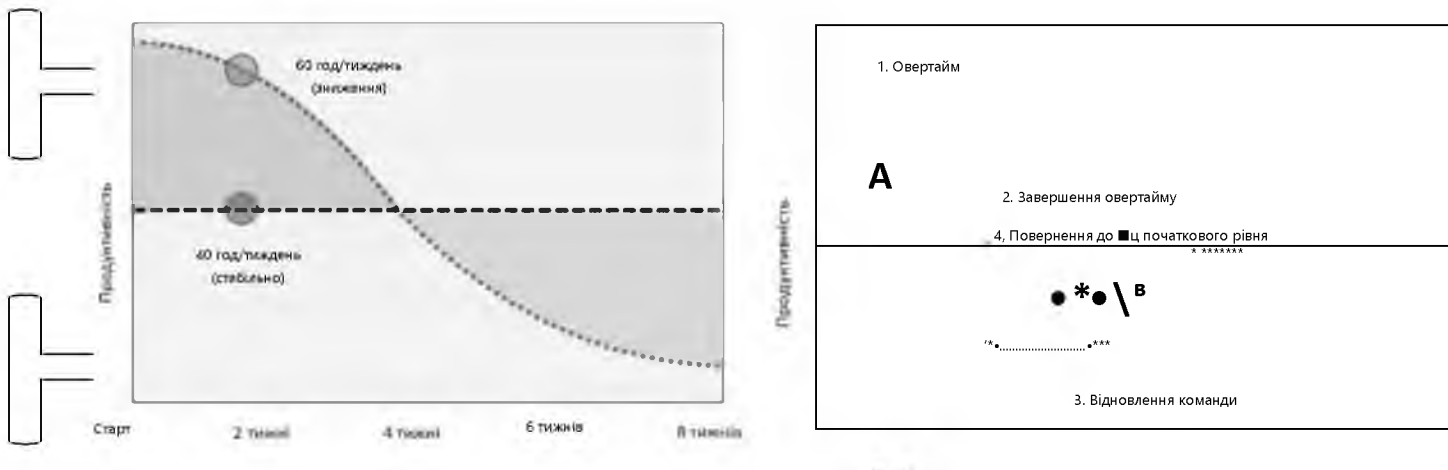 60 год/тиждень
(зниження)
40 год/тиждень
(стабільно)
Продуктивність
Старт
2 тижні
4 тижні
6 тижнів
8 тижнів
Продуктивність
1. Овертайм
A
2. Завершення овертайму
4, Повернення до ■ц початкового рівня
* *******
• *• \ B
'*•..........................•***
3. Відновлення команди